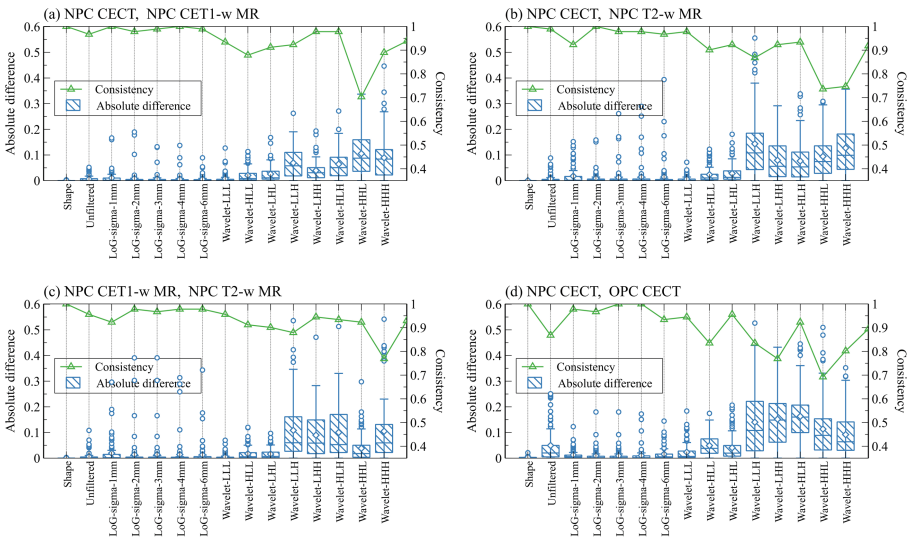 (a) NPC CECT, NPC CET1-w MR
0.6
0.5
0.4
0.3
0.2
0.1
0
Absolute difference
1
0.9
0.8
0.7
0.6
0.5
0.4
Consistency
Consistency
Absolute difference
Shape
Unfiltered
LoG-sigma-1mm
LoG-sigma-2mm
LoG-sigma-3mm
LoG-sigma-4mm
LoG-sigma-6mm
Wavelet-LLL
Wavelet-HLL
Wavelet-LHL
Wavelet-LLH
Wavelet-LHH
Wavelet-HLH
Wavelet-HHL
Wavelet-HHH
(b) NPC CECT, NPC T2-w MR
0.6
0.5
0.4
0.3
0.2
0.1
0
Absolute difference
1
0.9
0.8
0.7
0.6
0.5
0.4
Consistency
Consistency
Absolute difference
Shape
Unfiltered
LoG-sigma-1mm
LoG-sigma-2mm
LoG-sigma-3mm
LoG-sigma-4mm
LoG-sigma-6mm
Wavelet-LLL
Wavelet-HLL
Wavelet-LHL
Wavelet-LLH
Wavelet-LHH
Wavelet-HLH
Wavelet-HHL
Wavelet-HHH
(c) NPC CET1-w MR, NPC T2-w MR
0.6
0.5
0.4
0.3
0.2
0.1
0
Absolute difference
1
0.9
0.8
0.7
0.6
0.5
0.4
Consistency
Consistency
Absolute difference
Shape
Unfiltered
LoG-sigma-1mm
LoG-sigma-2mm
LoG-sigma-3mm
LoG-sigma-4mm
LoG-sigma-6mm
Wavelet-LLL
Wavelet-HLL
Wavelet-LHL
Wavelet-LLH
Wavelet-LHH
Wavelet-HLH
Wavelet-HHL
Wavelet-HHH
(d) NPC CECT, OPC CECT
0.6
0.5
0.4
0.3
0.2
0.1
0
Absolute difference
1
0.9
0.8
0.7
0.6
0.5
0.4
Consistency
Consistency
Absolute difference
Shape
Unfiltered
LoG-sigma-1mm
LoG-sigma-2mm
LoG-sigma-3mm
LoG-sigma-4mm
LoG-sigma-6mm
Wavelet-LLL
Wavelet-HLL
Wavelet-LHL
Wavelet-LLH
Wavelet-LHH
Wavelet-HLH
Wavelet-HHL
Wavelet-HHH